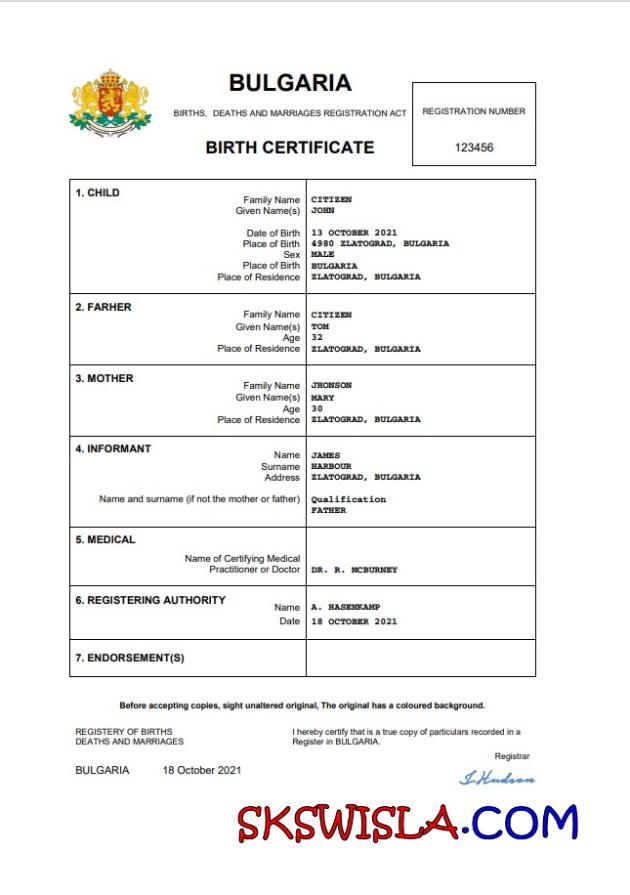 BULGARIA
BIRTHS, DEATHS AND MARRIAGES REGISTRATION ACT
BIRTH CERTIFICATE
REGISTRATION NUMBER
123456
1. CHILD
Family Name CITIZEN
Given Name(s) JOHN
Date of Birth 13 OCTOBER 2021
Place of Birth 4980 ZLATOGRAD, BULGARIA
Sex MALE
Place of Birth BULGARIA
Place of Residence ZLATOGRAD, BULGARIA
2. FARHER
Family Name CITIZEN
Given Name(s) TOM
Age 32
Place of Residence ZLATOGRAD, BULGARIA
3. MOTHER
Family Name JHONSON
Given Name(s) MARY
Age 30
Place of Residence ZLATOGRAD, BULGARIA
4. INFORMANT
Name JAMES
Surname HARBOUR
Address ZLATOGRAD, BULGARIA
Name and surname (if not the mother or father) Qualification
FATHER
5. MEDICAL
Name of Certifying Medical
Practitioner or Doctor DR. R. MCBURNEY
6. REGISTERING AUTHORITY
Name A. HASENKAMP
Date 18 OCTOBER 2021
7. ENDORSEMENT(S)
Before accepting copies, sight unaltered original, The original has a coloured background.
REGISTERY OF BIRTHS
DEATHS AND MARRIAGES
I hereby certify that is a true copy of particulars recorded in a
Register in BULGARIA.
Registrar
BULGARIA 18 October 2021
I.Hudson
SKSWISLA.COM